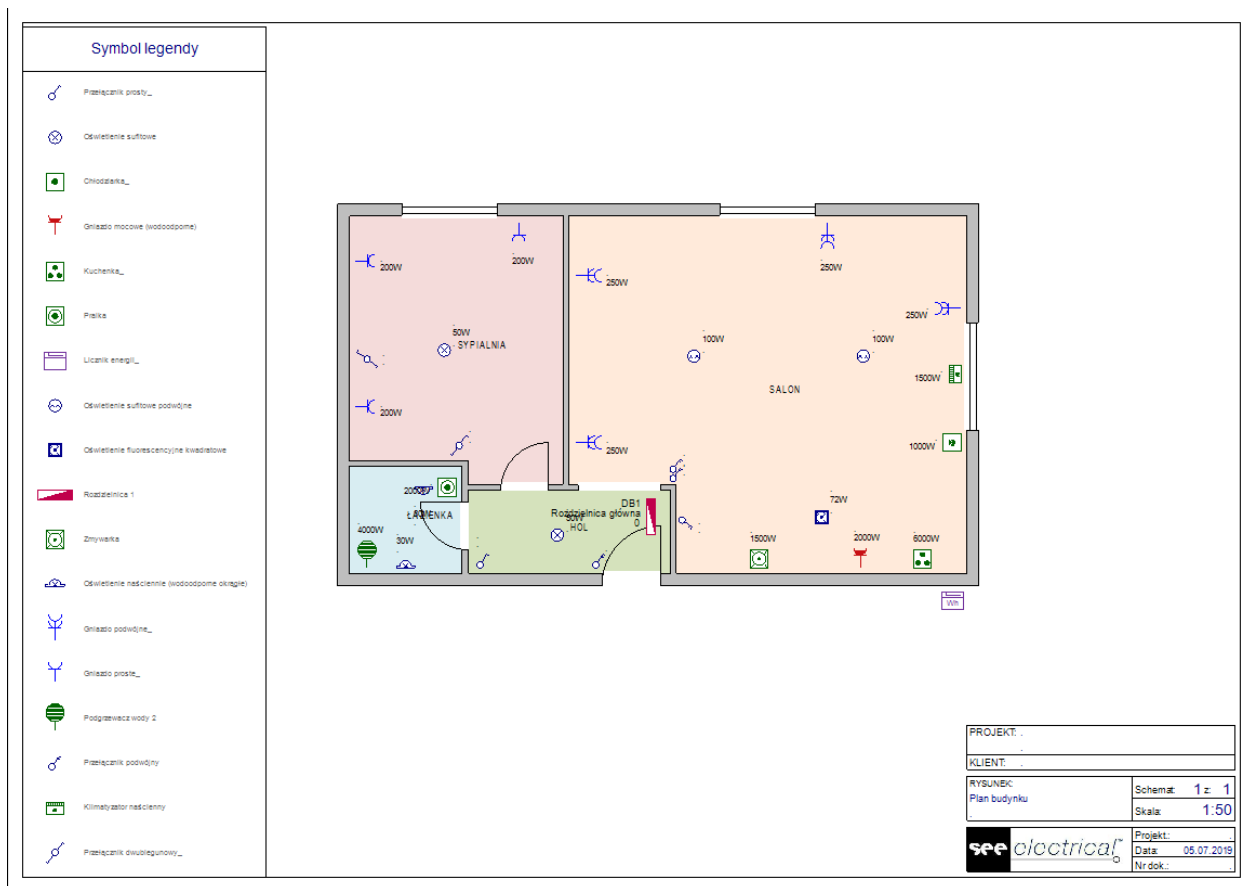 Symbol legendy
Przełącznik prosty_
Oświetlenie sufitowe
Chłodziarka_
Gniazdo mocowe (wodoodporne)
Kuchenka_
Pralka
Licznik energii_
Oświetlenie sufitowe podwójne
Oświetlenie fluorescencyjne kwadratowe
Rozdzielnica 1
Zmywarka
Oświetlenie naścienne (wodoodporne okrągłe)
Gniazdo podwójne_
Gniazdo proste_
Podgrzewacz wody 2
Przełącznik podwójny
Klimatyzator naścienny
Przełącznik dwubiegunowy_
200W
200W
50W
SYPIALNIA
200W
250W
250W
250W
100W
100W
SALON
1500W
1000W
250W
72W
1500W
2000W
6000W
DB1
Rozdzielnica główna
0
50W
HOL
2000W
ŁAZIENKA
4000W
30W
Wh
PROJEKT: .
.
KLIENT: .
RYSUNEK:
Plan budynku
.
Schemat: 1 z: 1
Skala: 1:50
see electrical
Projekt.: .
Data: 05.07.2019
Nr dok.: .